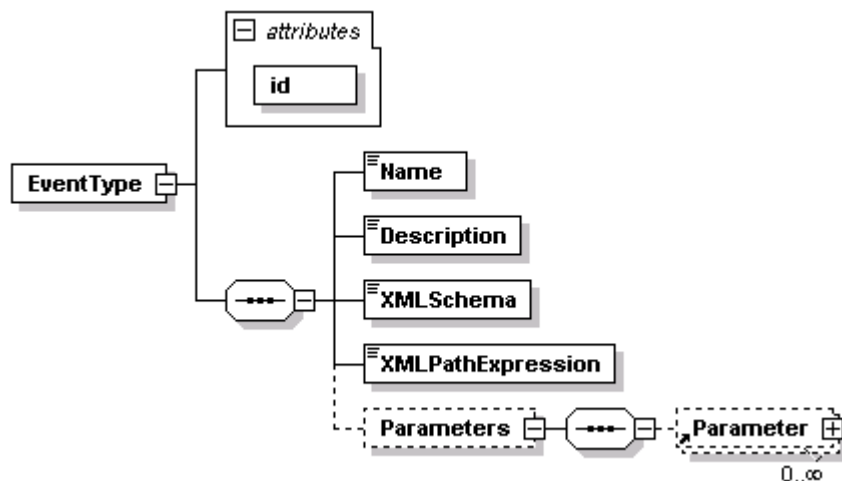 attributes
id
EventType
Name
Description
XMLSchema
XMLPathExpression
Parameters
Parameter
0..∞